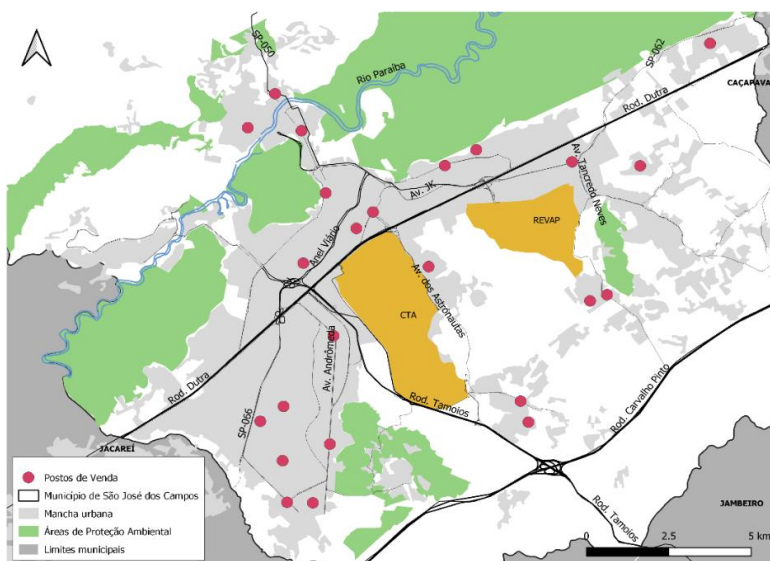 SP-050
Rio Paraíba
SP-062
CAÇAPAVA
Rod. Dutra
Av. Tancredo Neves
Av. JK
REVAP
Anel Viário
Av. dos Astronautas
CTA
Av. Andrômeda
Rod. Dutra
Rod. Tamoios
Rod. Carvalho Pinto
SP-066
JACAREÍ
Rod. Tamoios
JAMBEIRO
Postos de Venda
Município de São José dos Campos
Mancha urbana
Áreas de Proteção Ambiental
Limites municipais
0 2.5 5 km